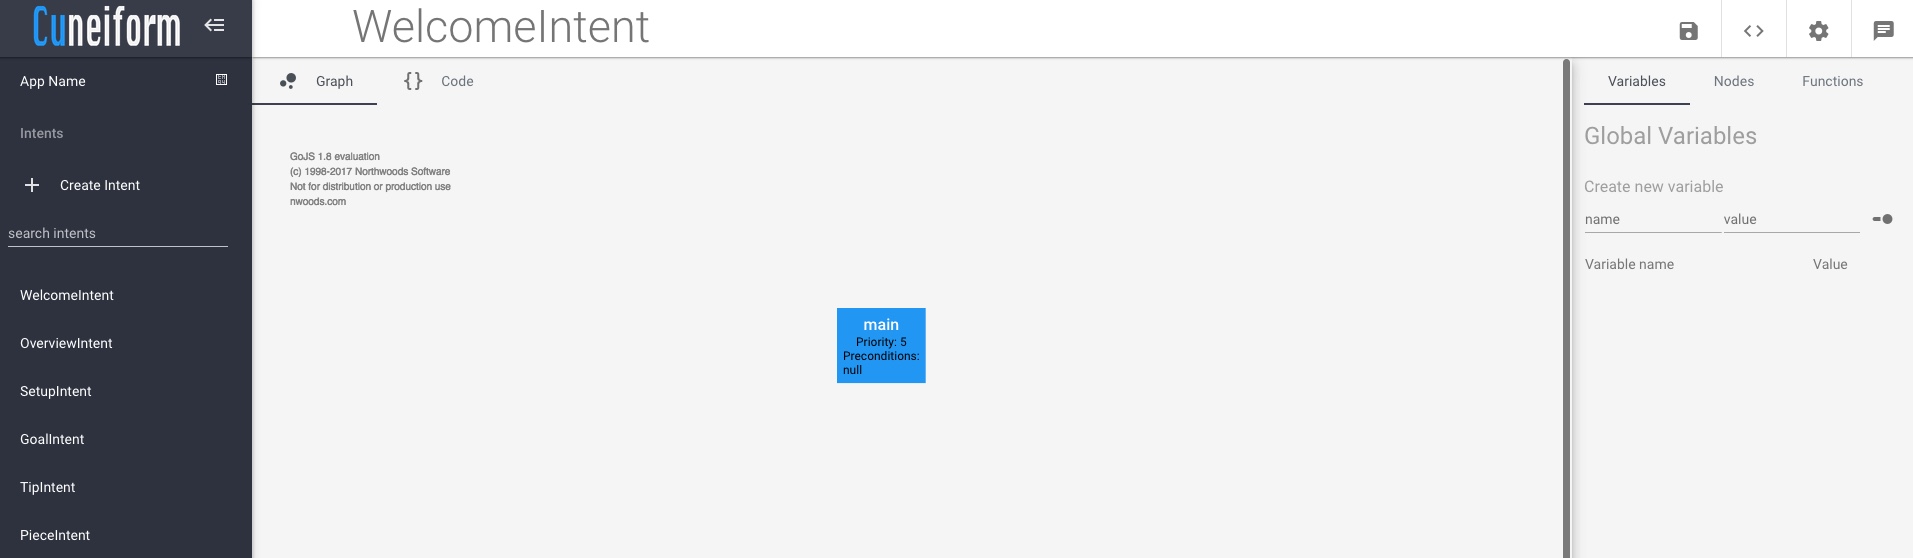 Cuneiform
WelcomeIntent
App Name
Intents
Create Intent
search intents
WelcomeIntent
OverviewIntent
SetupIntent
GoalIntent
TipIntent
PieceIntent
Graph
{} Code
GoJS 1.8 evaluation
(c) 1998-2017 Northwoods Software
Not for distribution or production use
nwoods.com
main
Priority: 5
Preconditions:
null
Variables Nodes Functions
Global Variables
Create new variable
name value
Variable name Value